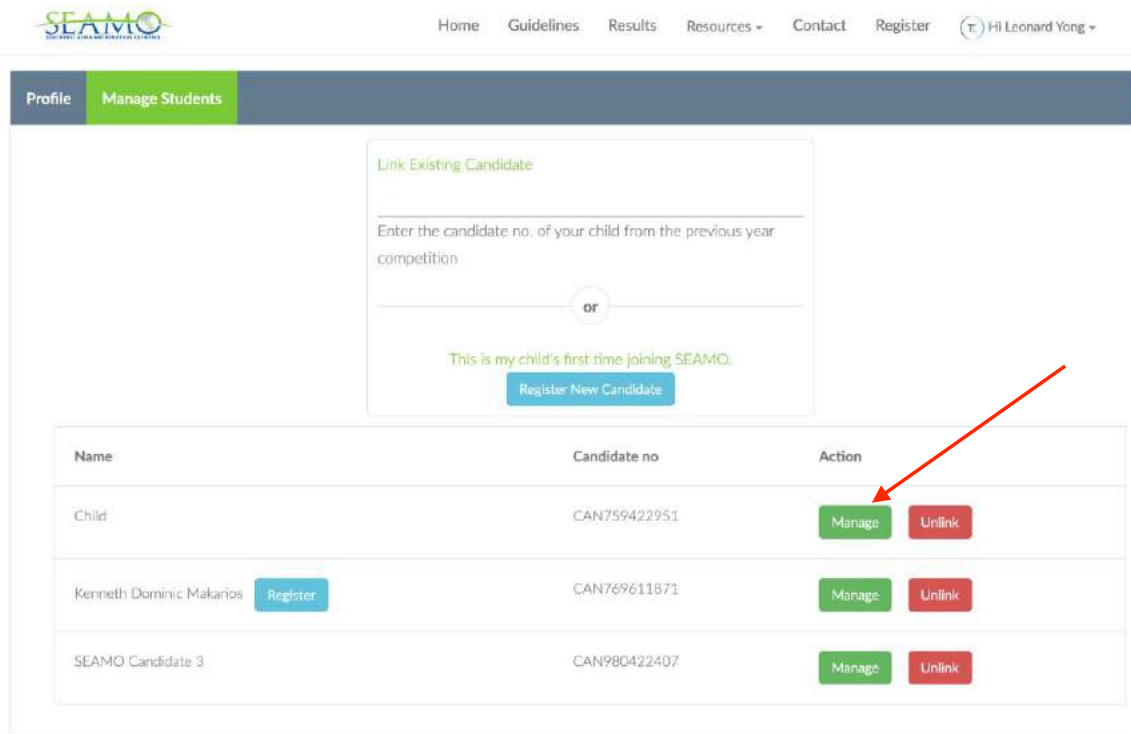 SEAMO
Home Guidelines Results Resources Contact Register π Hi Leonard Yong
Profile Manage Students
Link Existing Candidate
Enter the candidate no. of your child from the previous year
competition
or
This is my child's first time joining SEAMO.
Register New Candidate
Name Candidate no Action
Child CAN759422951 Manage Unlink
Kenneth Dominic Makarios Register CAN769611871 Manage Unlink
SEAMO Candidate 3 CAN980422407 Manage Unlink